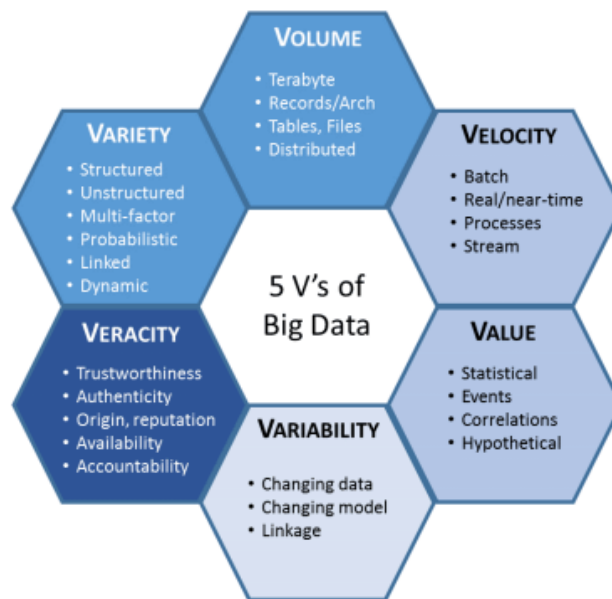 VOLUME
• Terabyte
• Records/Arch
• Tables, Files
• Distributed
VARIETY
• Structured
• Unstructured
• Multi-factor
• Probabilistic
• Linked
• Dynamic
VELOCITY
• Batch
• Real/near-time
• Processes
• Stream
5 V's of
Big Data
VERACITY
• Trustworthiness
• Authenticity
• Origin, reputation
• Availability
• Accountability
VALUE
• Statistical
• Events
• Correlations
• Hypothetical
VARIABILITY
• Changing data
• Changing model
• Linkage